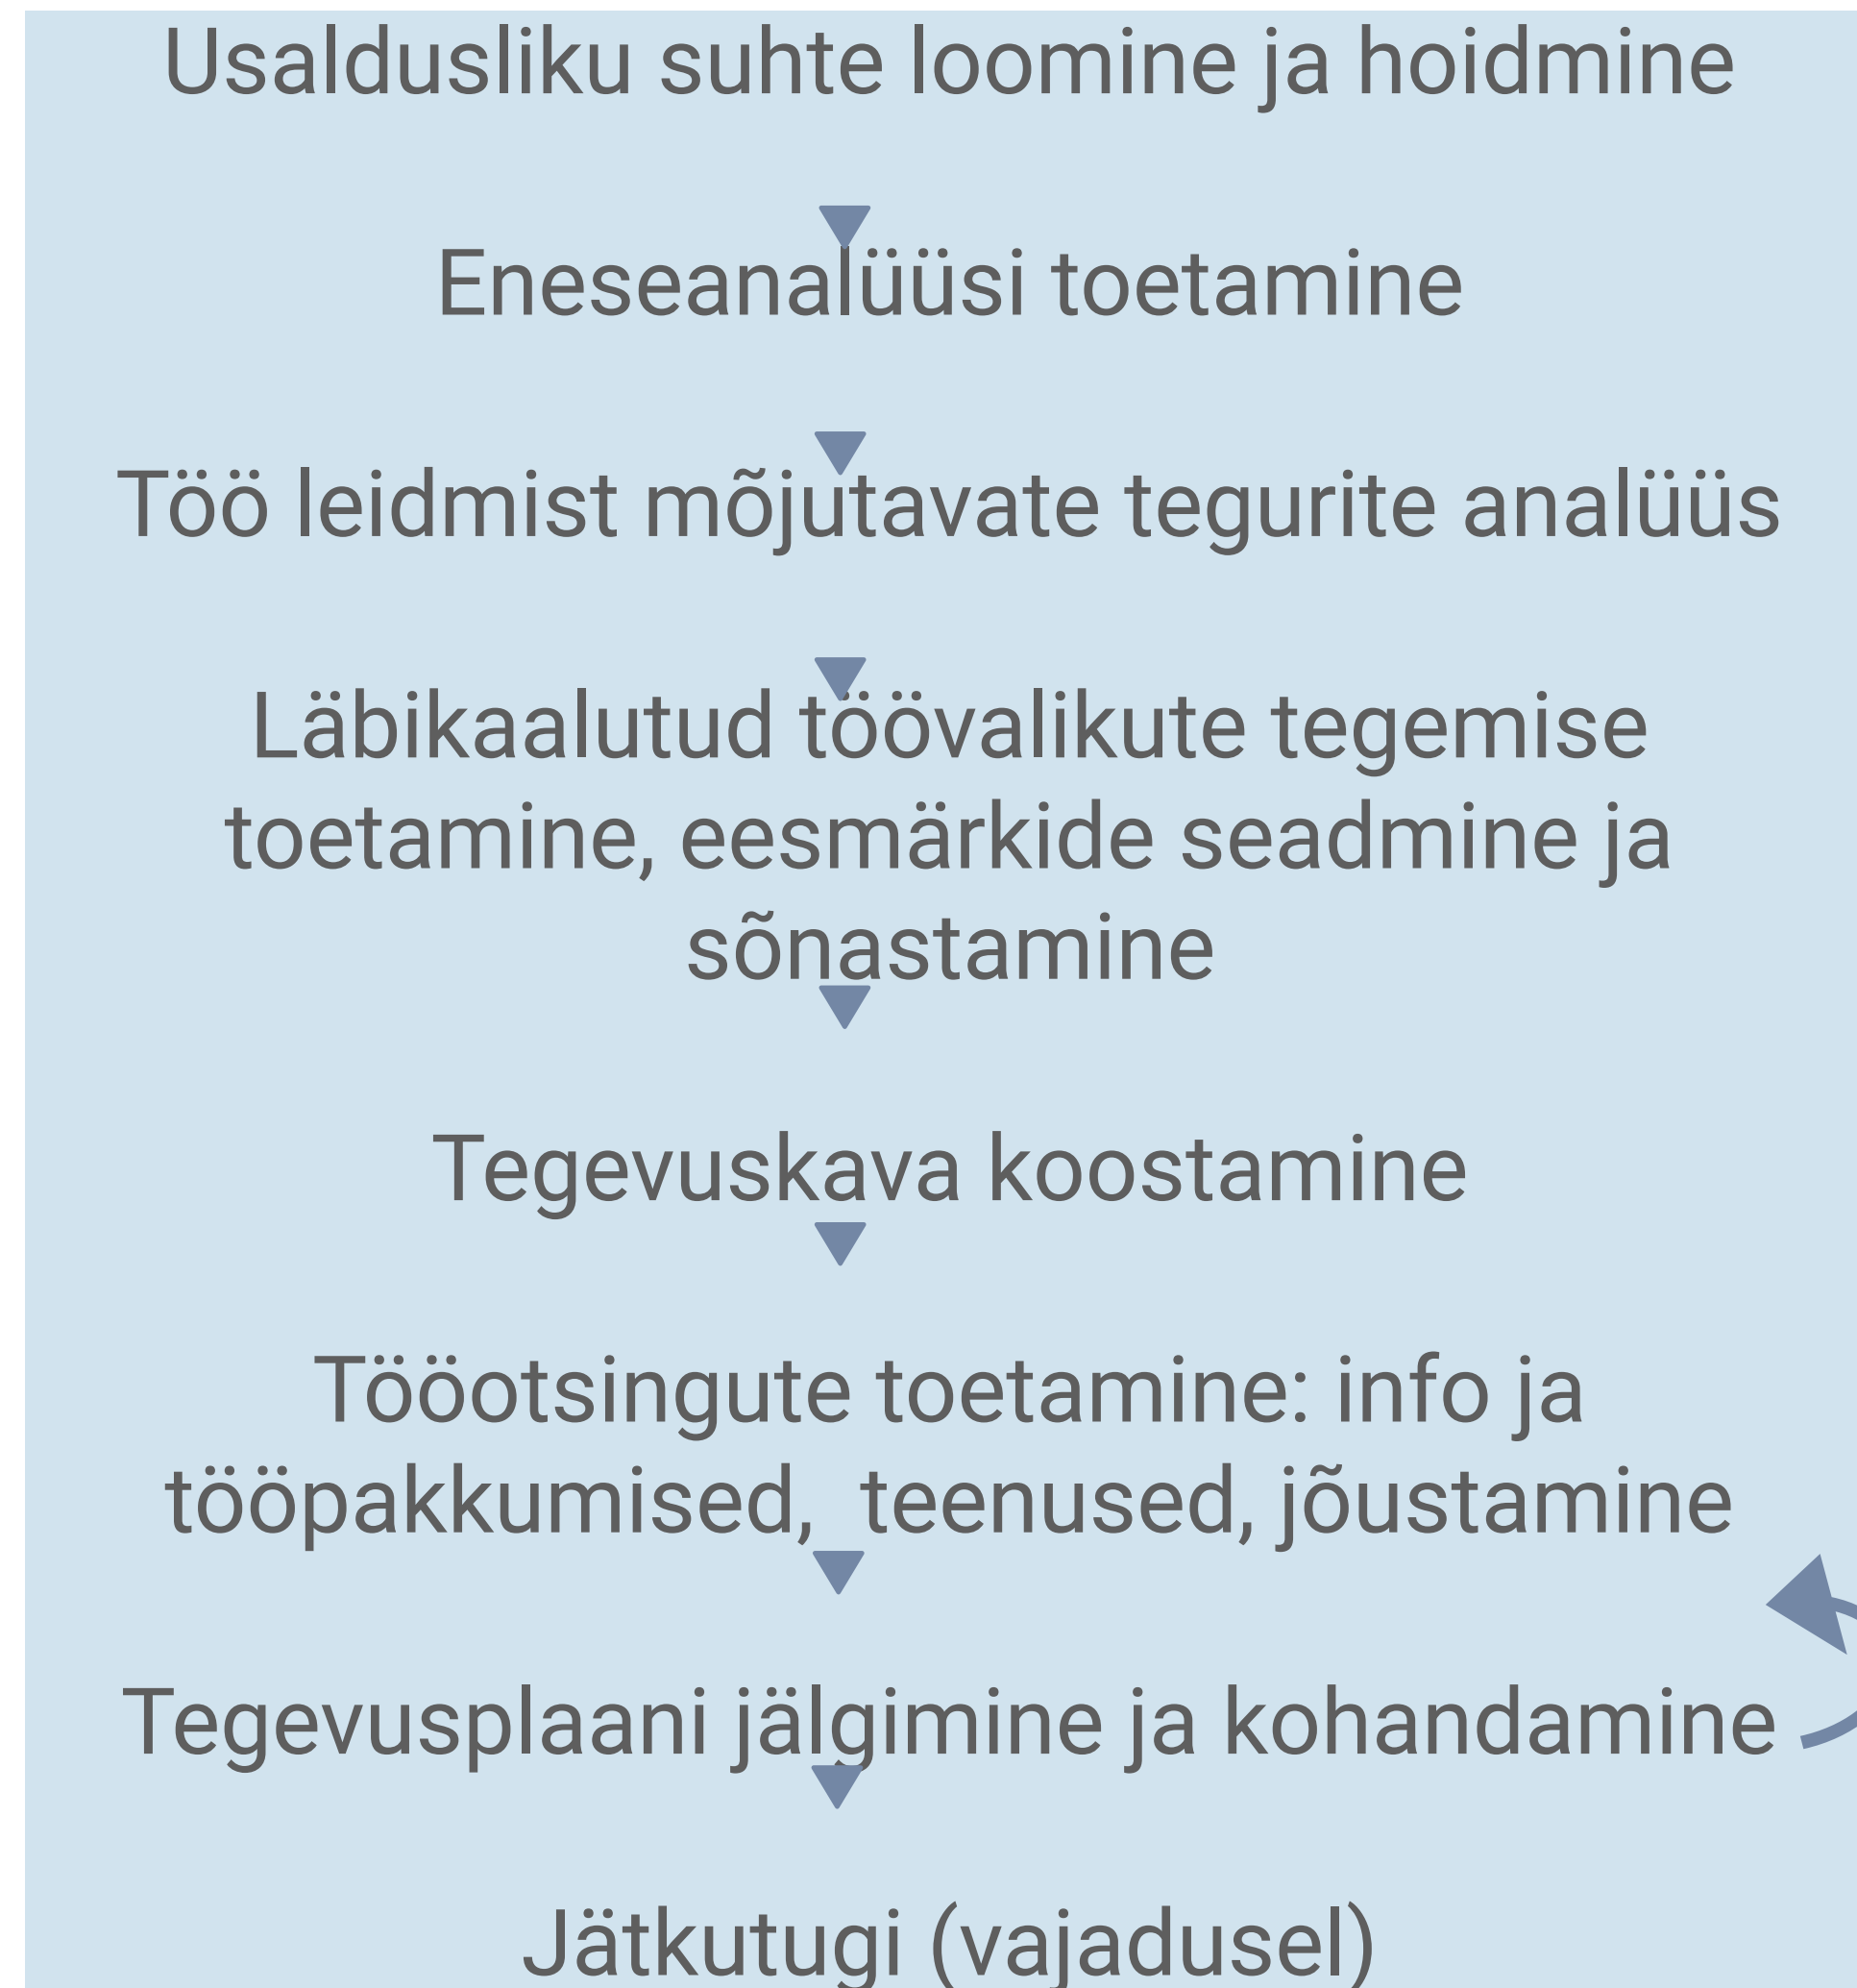 Usaldusliku suhte loomine ja hoidmine
Eneseanalüüsi toetamine
Töö leidmist mõjutavate tegurite analüüs
Läbikaalutud töövalikute tegemise
toetamine, eesmärkide seadmine ja
sõnastamine
Tegevuskava koostamine
Tööotsingute toetamine: info ja
tööpakkumised,  teenused, jõustamine
Tegevusplaani jälgimine ja kohandamine
Jätkutugi (vajadusel)